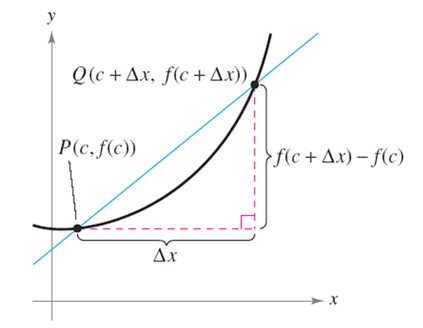 y
Q(c + Δx, f(c + Δx))
P(c, f(c))
f(c + Δx) − f(c)
Δx
x